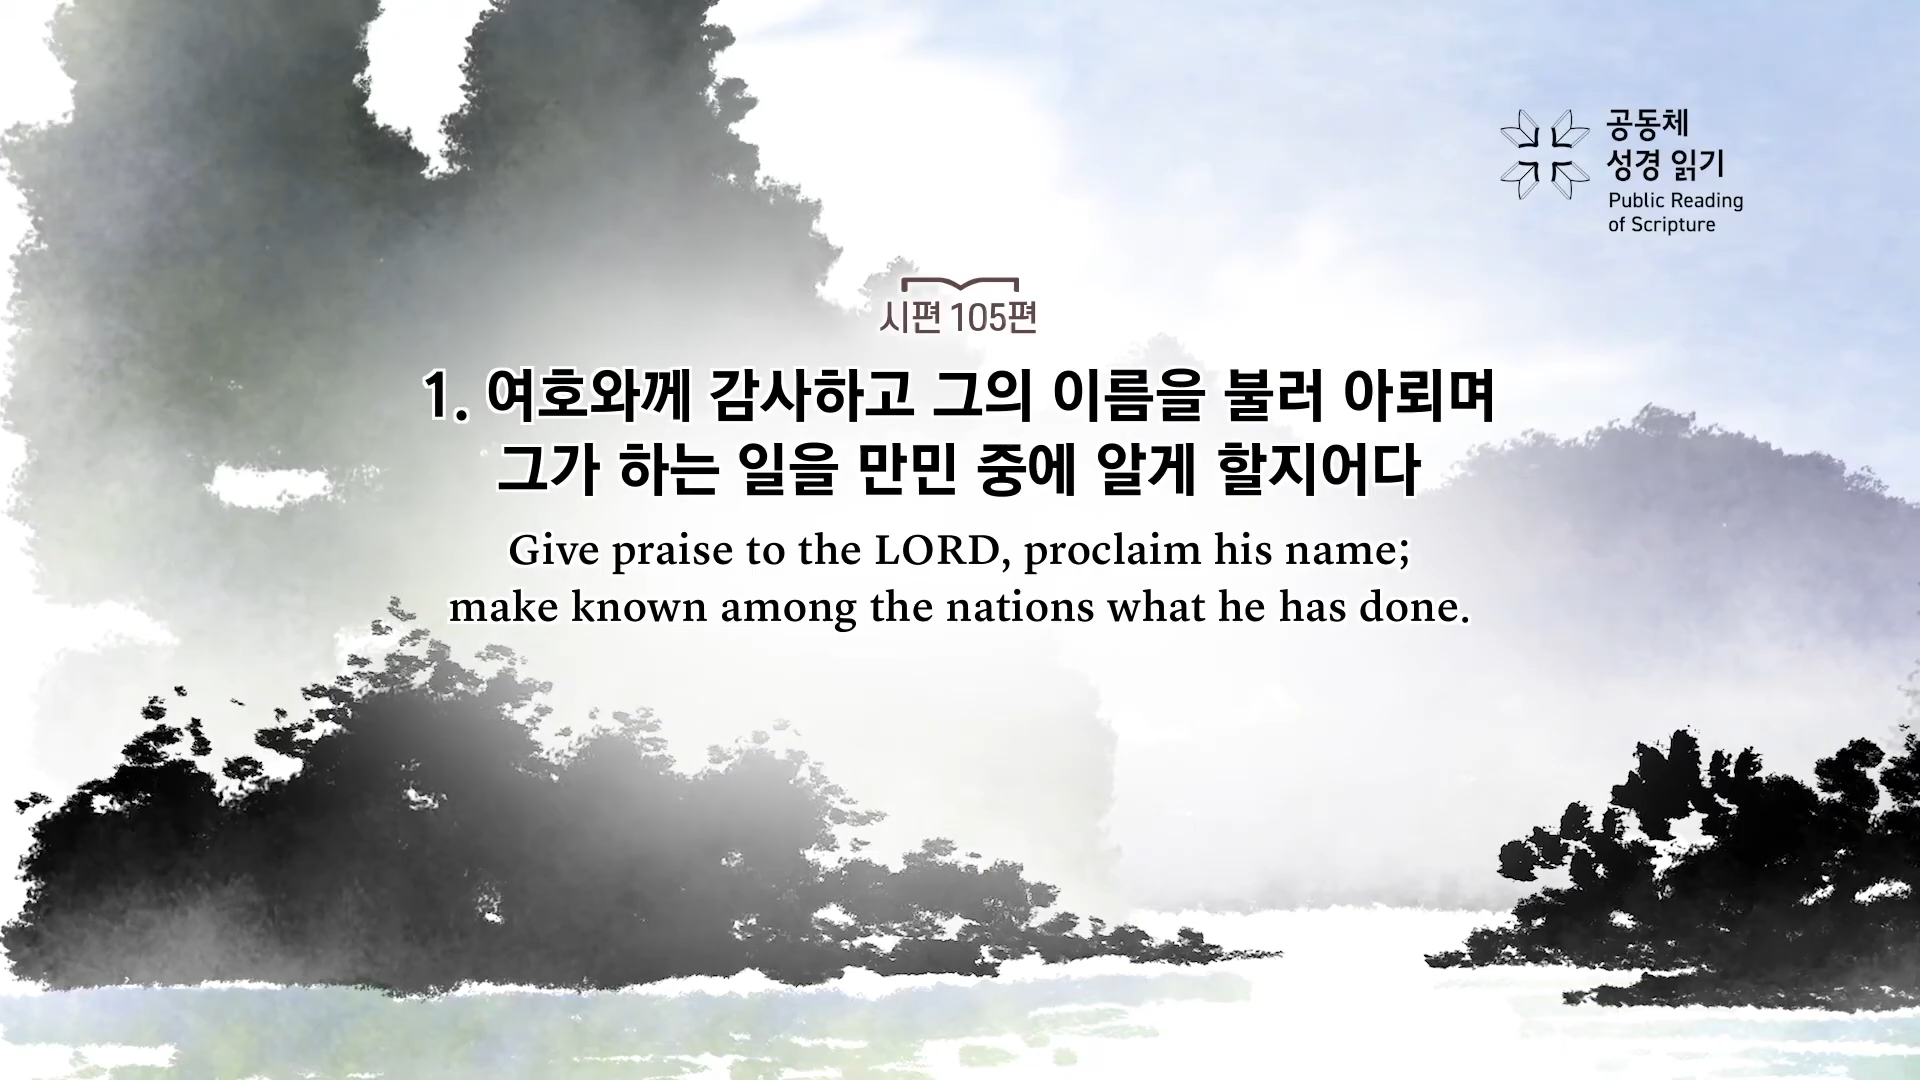 공동체
성경 읽기
Public Reading
of Scripture
시편 105편
1. 여호와께 감사하고 그의 이름을 불러 아뢰며
그가 하는 일을 만민 중에 알게 할지어다
Give praise to the LORD, proclaim his name;
make known among the nations what he has done.